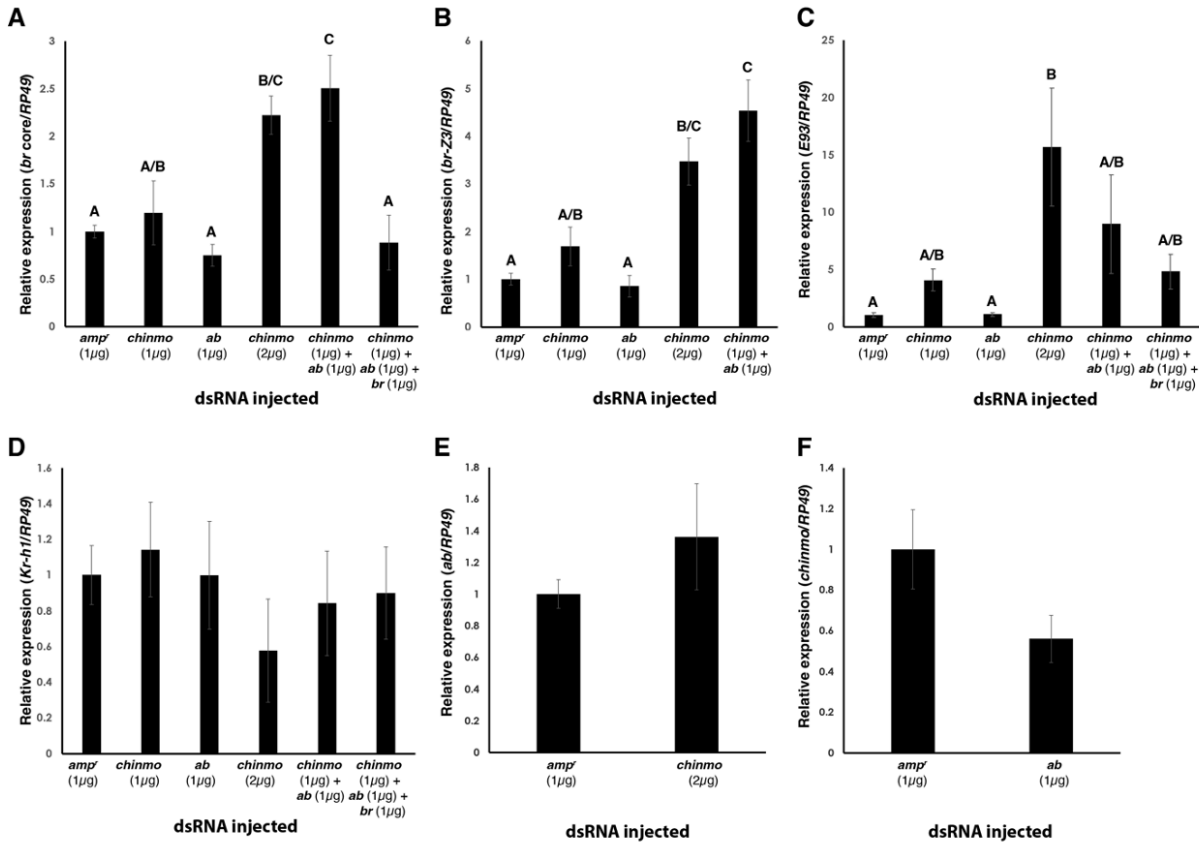 A
Relative expression (br core/RP49)
3
2.5
2
1.5
1
0.5
0
A
A/B
A
B/C
C
A
ampʳ
(1µg)
chinmo
(1µg)
ab
(1µg)
chinmo
(2µg)
chinmo
(1µg) +
ab (1µg)
chinmo
(1µg) +
ab (1µg) +
br (1µg)
dsRNA injected
B
Relative expression (br-Z3/RP49)
6
5
4
3
2
1
0
A
A/B
A
B/C
C
ampʳ
(1µg)
chinmo
(1µg)
ab
(1µg)
chinmo
(2µg)
chinmo
(1µg) +
ab (1µg)
dsRNA injected
C
Relative expression (E93/RP49)
25
20
15
10
5
0
A
A/B
A
B
A/B
A/B
ampʳ
(1µg)
chinmo
(1µg)
ab
(1µg)
chinmo
(2µg)
chinmo
(1µg) +
ab (1µg)
chinmo
(1µg) +
ab (1µg) +
br (1µg)
dsRNA injected
D
Relative expression (Kr-h1/RP49)
1.6
1.4
1.2
1
0.8
0.6
0.4
0.2
0
ampʳ
(1µg)
chinmo
(1µg)
ab
(1µg)
chinmo
(2µg)
chinmo
(1µg) +
ab (1µg)
chinmo
(1µg) +
ab (1µg) +
br (1µg)
dsRNA injected
E
Relative expression (ab/RP49)
1.8
1.6
1.4
1.2
1
0.8
0.6
0.4
0.2
0
ampʳ
(1µg)
chinmo
(2µg)
dsRNA injected
F
Relative expression (chinmo/RP49)
1.4
1.2
1
0.8
0.6
0.4
0.2
0
ampʳ
(1µg)
ab
(1µg)
dsRNA injected